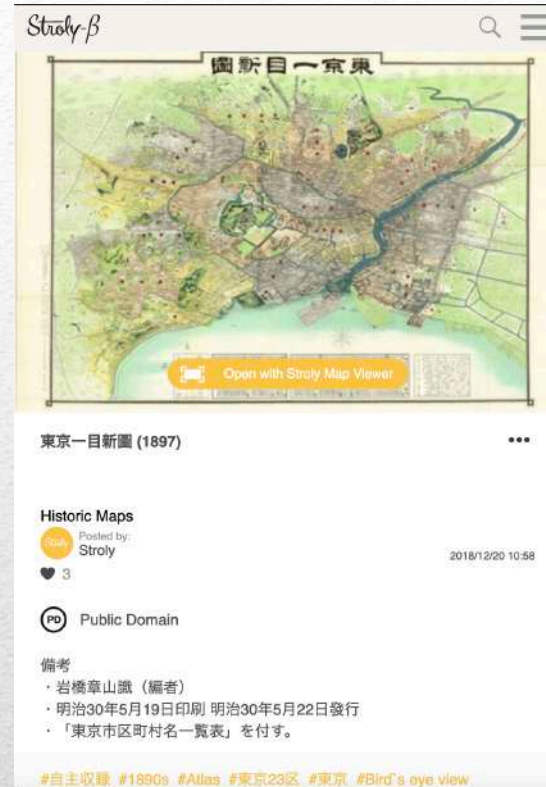 Stroly-β
圖新目一京東
Open with Stroly Map Viewer
東京一目新圖 (1897)
Historic Maps
Stroly
Posted by:
Stroly
2018/12/20 10:58
3
PD
Public Domain
備考
・岩橋章山識（編者）
・明治30年5月19日印刷 明治30年5月22日發行
・「東京市区町村名一覧表」を付す。
#自主収録 #1890s #Atlas #東京23区 #東京 #Bird`s eye view